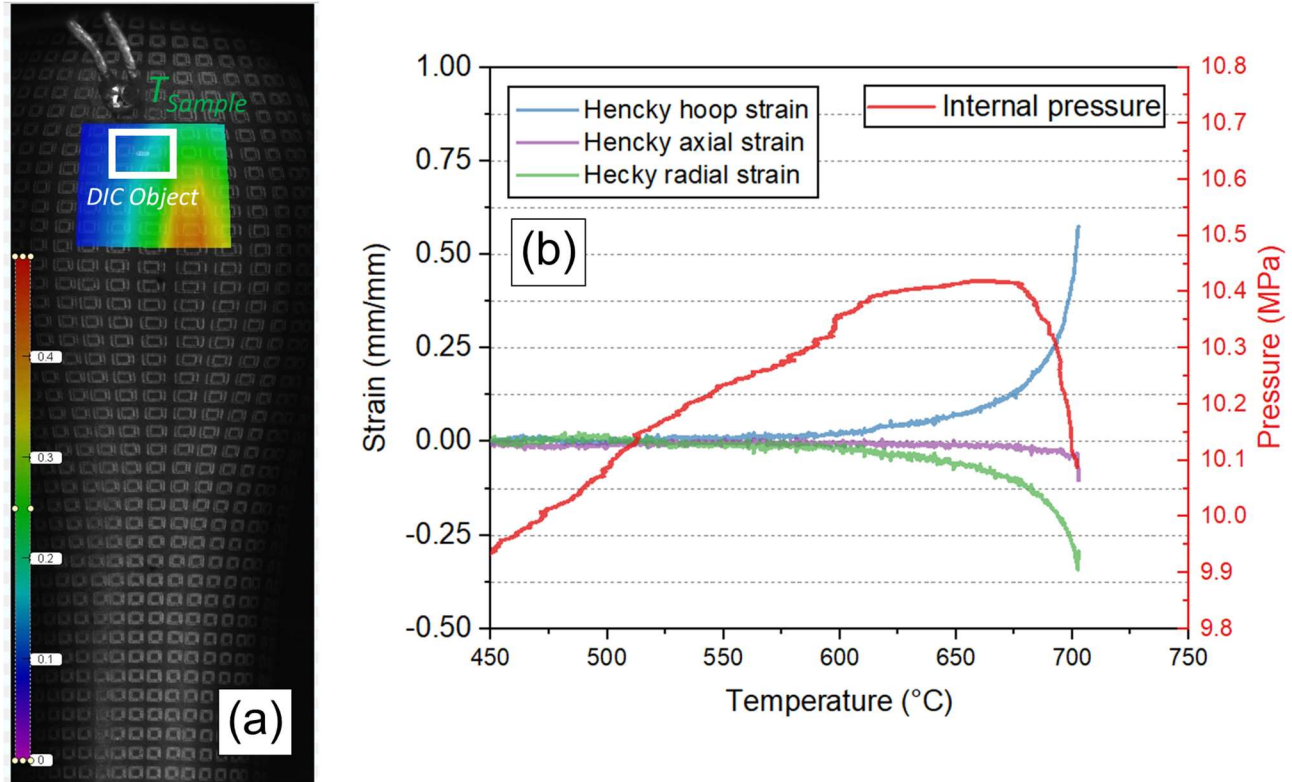 T Sample
DIC Object
0.4
0.3
0.2
0.1
0
(a)
Hencky hoop strain
Hencky axial strain
Hecky radial strain
Internal pressure
(b)
Strain (mm/mm)
1.00
0.75
0.50
0.25
0.00
-0.25
-0.50
450 500 550 600 650 700 750
Temperature (°C)
10.8
10.7
10.6
10.5
10.4
10.3
10.2
10.1
10.0
9.9
9.8
Pressure (MPa)